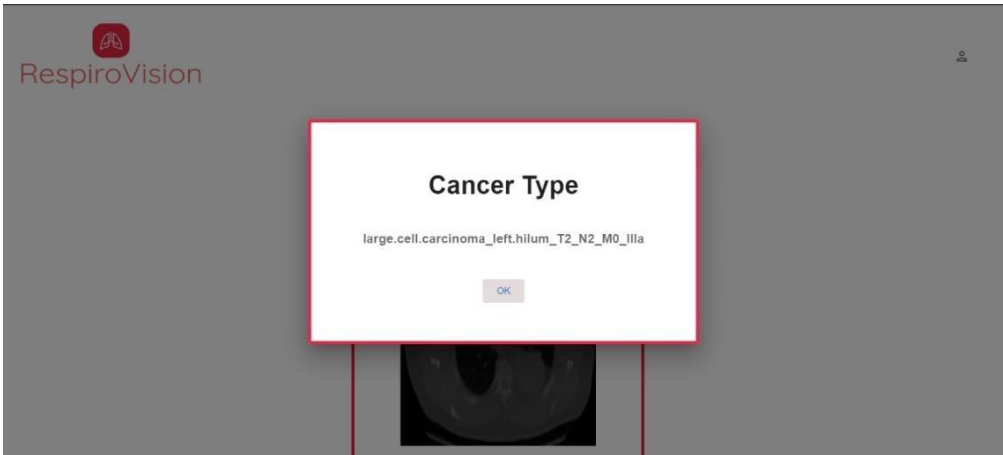 RespiroVision
Cancer Type
large.cell.carcinoma_left.hilum_T2_N2_M0_IIIa
OK